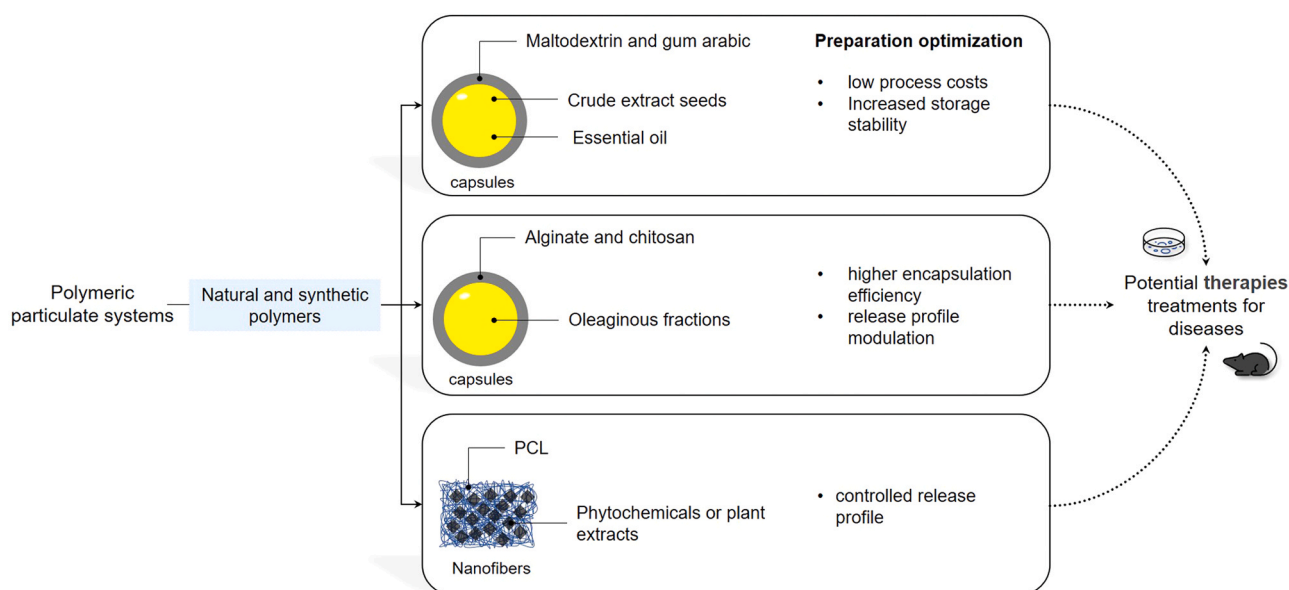 Polymeric
particulate systems
Natural and synthetic
polymers
Maltodextrin and gum arabic
Crude extract seeds
Essential oil
capsules
Preparation optimization
• low process costs
• Increased storage
stability
Alginate and chitosan
Oleaginous fractions
capsules
• higher encapsulation
efficiency
• release profile
modulation
PCL
Phytochemicals or plant
extracts
Nanofibers
• controlled release
profile
Potential therapies
treatments for
diseases